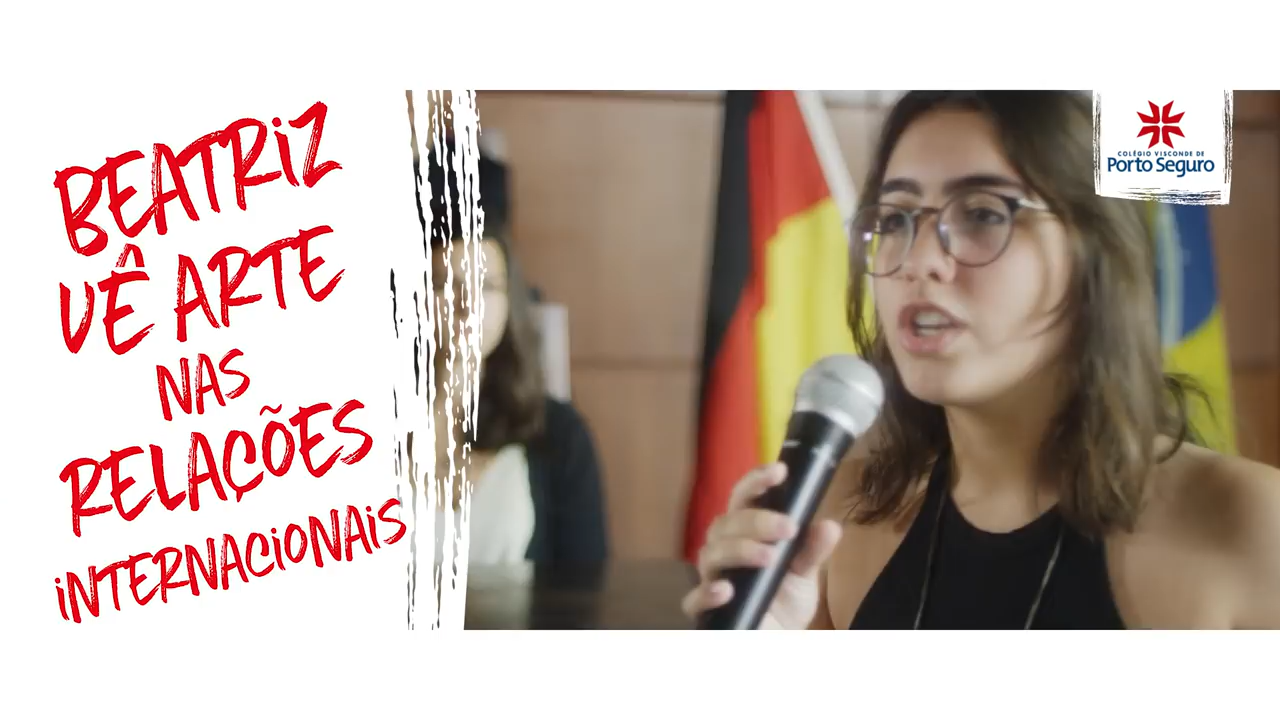 BEATRiZ
VÊ ARTE
NAS
RELAÇÕES
iNTERNACiONAiS
COLÉGIO VISCONDE DE
Porto Seguro